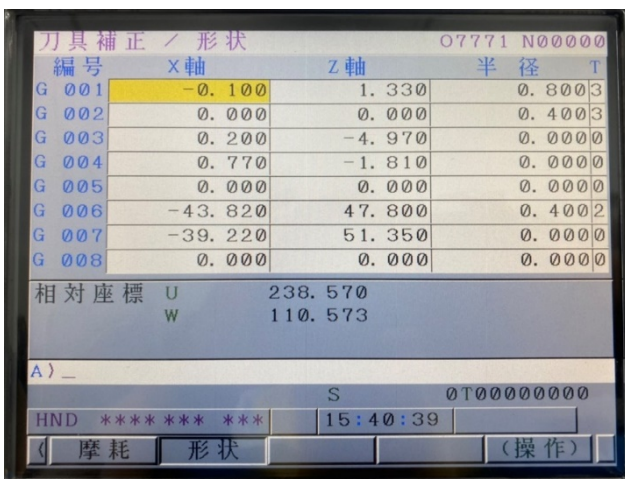 刀具補正 / 形状 O7771 N00000
編号 X軸 Z軸 半径 T
G 001 -0.100 1.330 0.800 3
G 002 0.000 0.000 0.400 3
G 003 0.200 -4.970 0.000 0
G 004 0.770 -1.810 0.000 0
G 005 0.000 0.000 0.000 0
G 006 -43.820 47.800 0.400 2
G 007 -39.220 51.350 0.000 0
G 008 0.000 0.000 0.000 0
相対座標 U 238.570
W 110.573
A)_
S 0T00000000
HND **** *** *** 15:40:39
( 摩耗 形状 (操作)